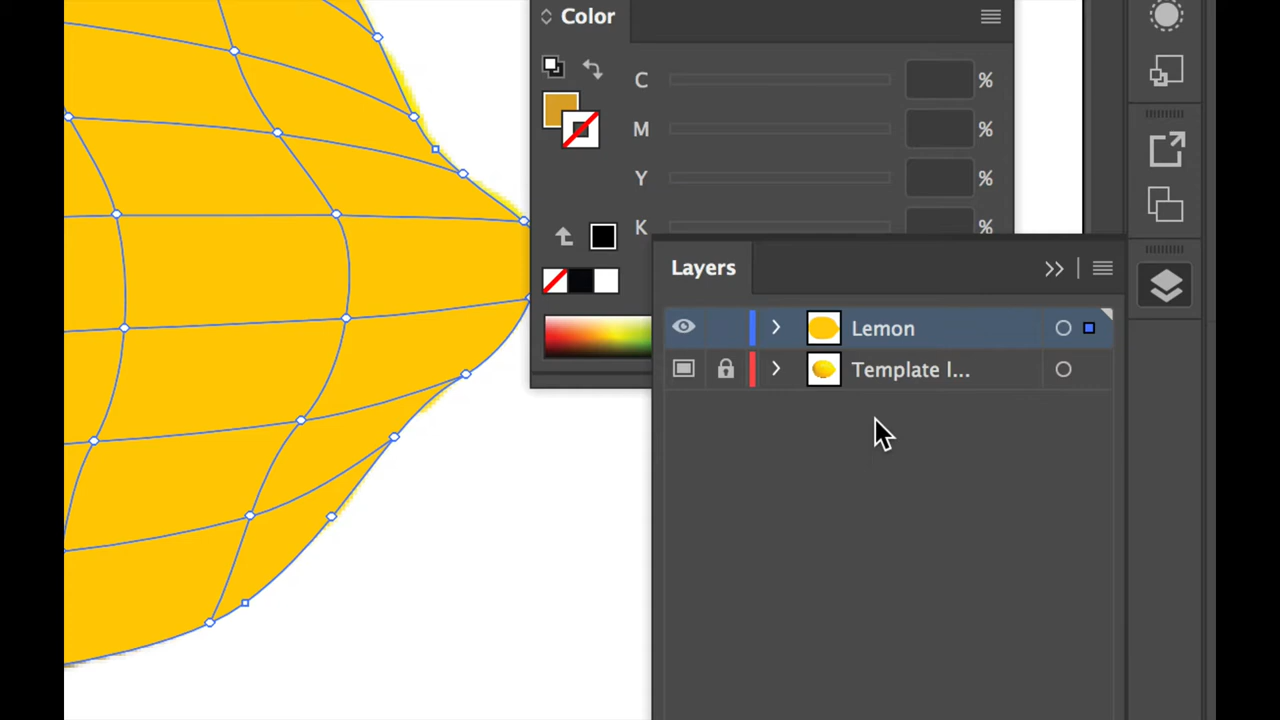 Color
C %
M %
Y %
K %
Layers
Lemon
Template l...